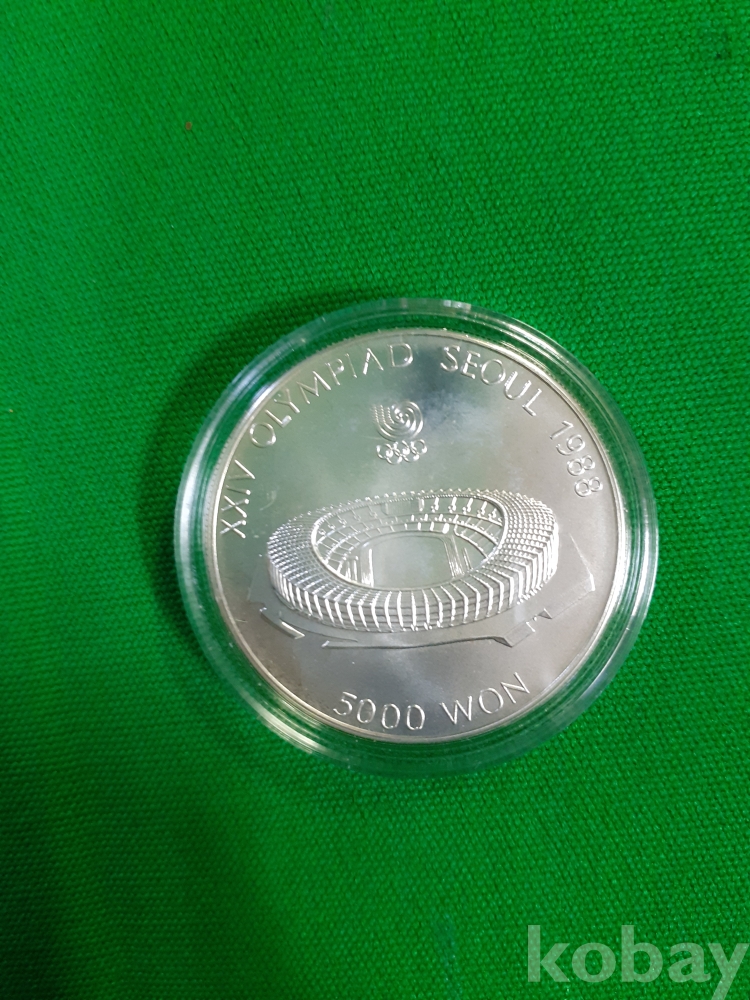 XXIV OLYMPIAD SEOUL 1988
5000 WON
kobay